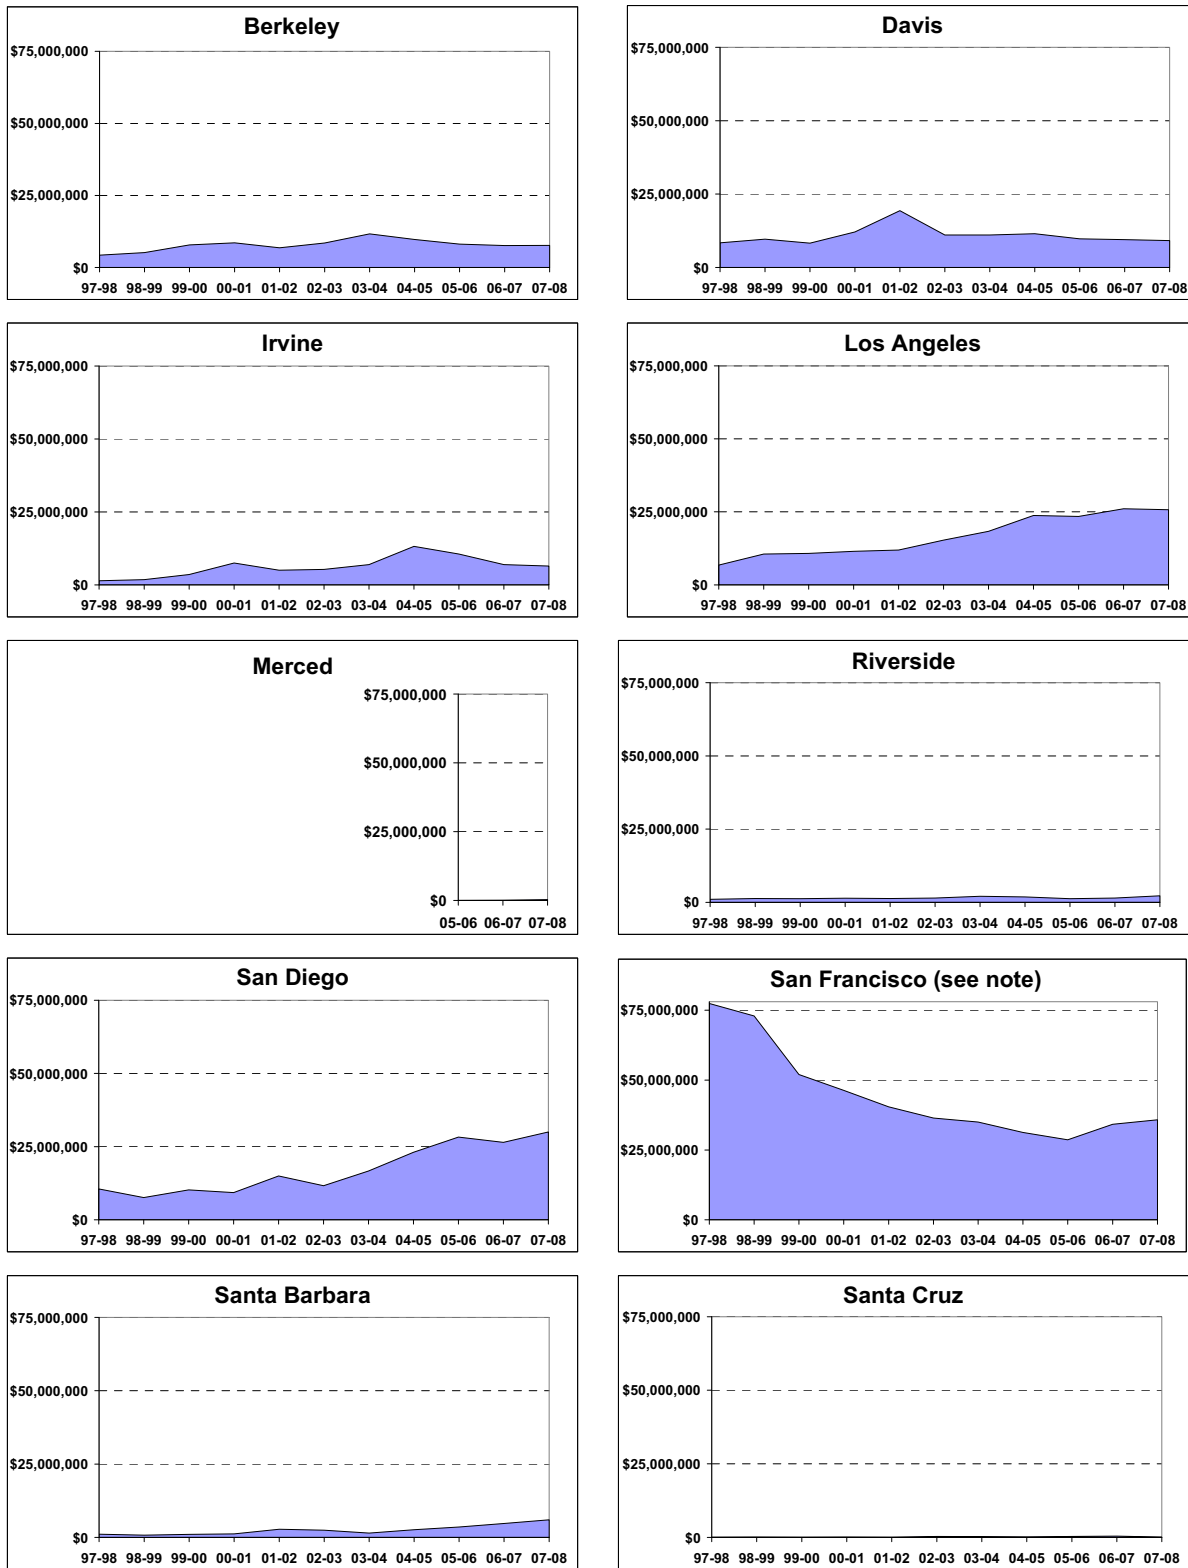 Berkeley
$75,000,000
$50,000,000
$25,000,000
$0
97-98 98-99 99-00 00-01 01-02 02-03 03-04 04-05 05-06 06-07 07-08
Davis
$75,000,000
$50,000,000
$25,000,000
$0
97-98 98-99 99-00 00-01 01-02 02-03 03-04 04-05 05-06 06-07 07-08
Irvine
$75,000,000
$50,000,000
$25,000,000
$0
97-98 98-99 99-00 00-01 01-02 02-03 03-04 04-05 05-06 06-07 07-08
Los Angeles
$75,000,000
$50,000,000
$25,000,000
$0
97-98 98-99 99-00 00-01 01-02 02-03 03-04 04-05 05-06 06-07 07-08
Merced
$75,000,000
$50,000,000
$25,000,000
$0
05-06 06-07 07-08
Riverside
$75,000,000
$50,000,000
$25,000,000
$0
97-98 98-99 99-00 00-01 01-02 02-03 03-04 04-05 05-06 06-07 07-08
San Diego
$75,000,000
$50,000,000
$25,000,000
$0
97-98 98-99 99-00 00-01 01-02 02-03 03-04 04-05 05-06 06-07 07-08
San Francisco (see note)
$75,000,000
$50,000,000
$25,000,000
$0
97-98 98-99 99-00 00-01 01-02 02-03 03-04 04-05 05-06 06-07 07-08
Santa Barbara
$75,000,000
$50,000,000
$25,000,000
$0
97-98 98-99 99-00 00-01 01-02 02-03 03-04 04-05 05-06 06-07 07-08
Santa Cruz
$75,000,000
$50,000,000
$25,000,000
$0
97-98 98-99 99-00 00-01 01-02 02-03 03-04 04-05 05-06 06-07 07-08